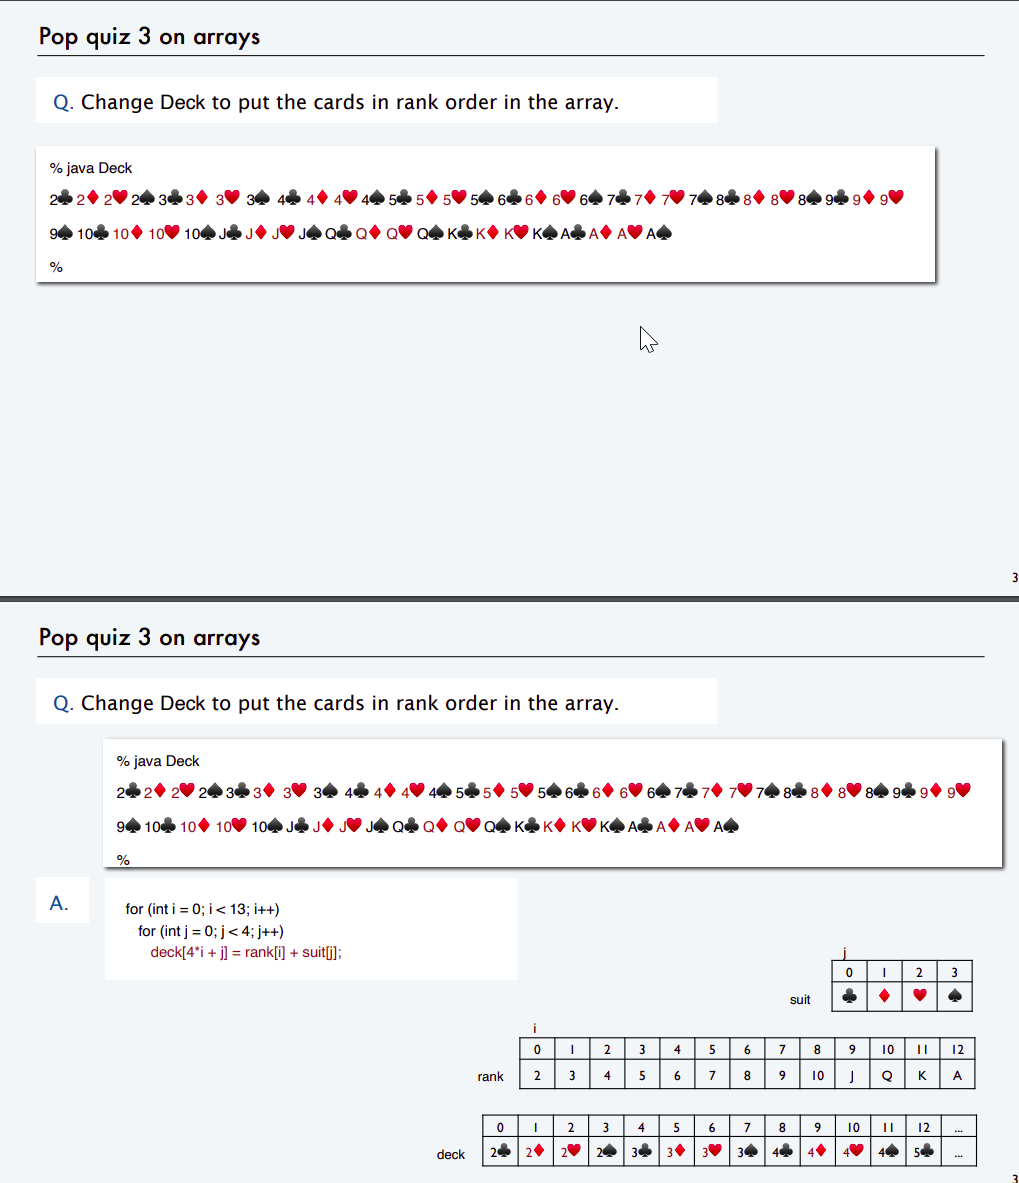 Pop quiz 3 on arrays
Q. Change Deck to put the cards in rank order in the array.
% java Deck
2♣ 2♦ 2♥ 2♠ 3♣ 3♦ 3♥ 3♠ 4♣ 4♦ 4♥ 4♠ 5♣ 5♦ 5♥ 5♠ 6♣ 6♦ 6♥ 6♠ 7♣ 7♦ 7♥ 7♠ 8♣ 8♦ 8♥ 8♠ 9♣ 9♦ 9♥
9♠ 10♣ 10♦ 10♥ 10♠ J♣ J♦ J♥ J♠ Q♣ Q♦ Q♥ Q♠ K♣ K♦ K♥ K♠ A♣ A♦ A♥ A♠
%
3
Pop quiz 3 on arrays
Q. Change Deck to put the cards in rank order in the array.
% java Deck
2♣ 2♦ 2♥ 2♠ 3♣ 3♦ 3♥ 3♠ 4♣ 4♦ 4♥ 4♠ 5♣ 5♦ 5♥ 5♠ 6♣ 6♦ 6♥ 6♠ 7♣ 7♦ 7♥ 7♠ 8♣ 8♦ 8♥ 8♠ 9♣ 9♦ 9♥
9♠ 10♣ 10♦ 10♥ 10♠ J♣ J♦ J♥ J♠ Q♣ Q♦ Q♥ Q♠ K♣ K♦ K♥ K♠ A♣ A♦ A♥ A♠
%
A.
for (int i = 0; i < 13; i++)
for (int j = 0; j < 4; j++)
deck[4*i + j] = rank[i] + suit[j];
j
0 1 2 3
suit ♣ ♦ ♥ ♠
i
0 1 2 3 4 5 6 7 8 9 10 11 12
rank 2 3 4 5 6 7 8 9 10 J Q K A
0 1 2 3 4 5 6 7 8 9 10 11 12 ...
deck 2♣ 2♦ 2♥ 2♠ 3♣ 3♦ 3♥ 3♠ 4♣ 4♦ 4♥ 4♠ 5♣ ...
3